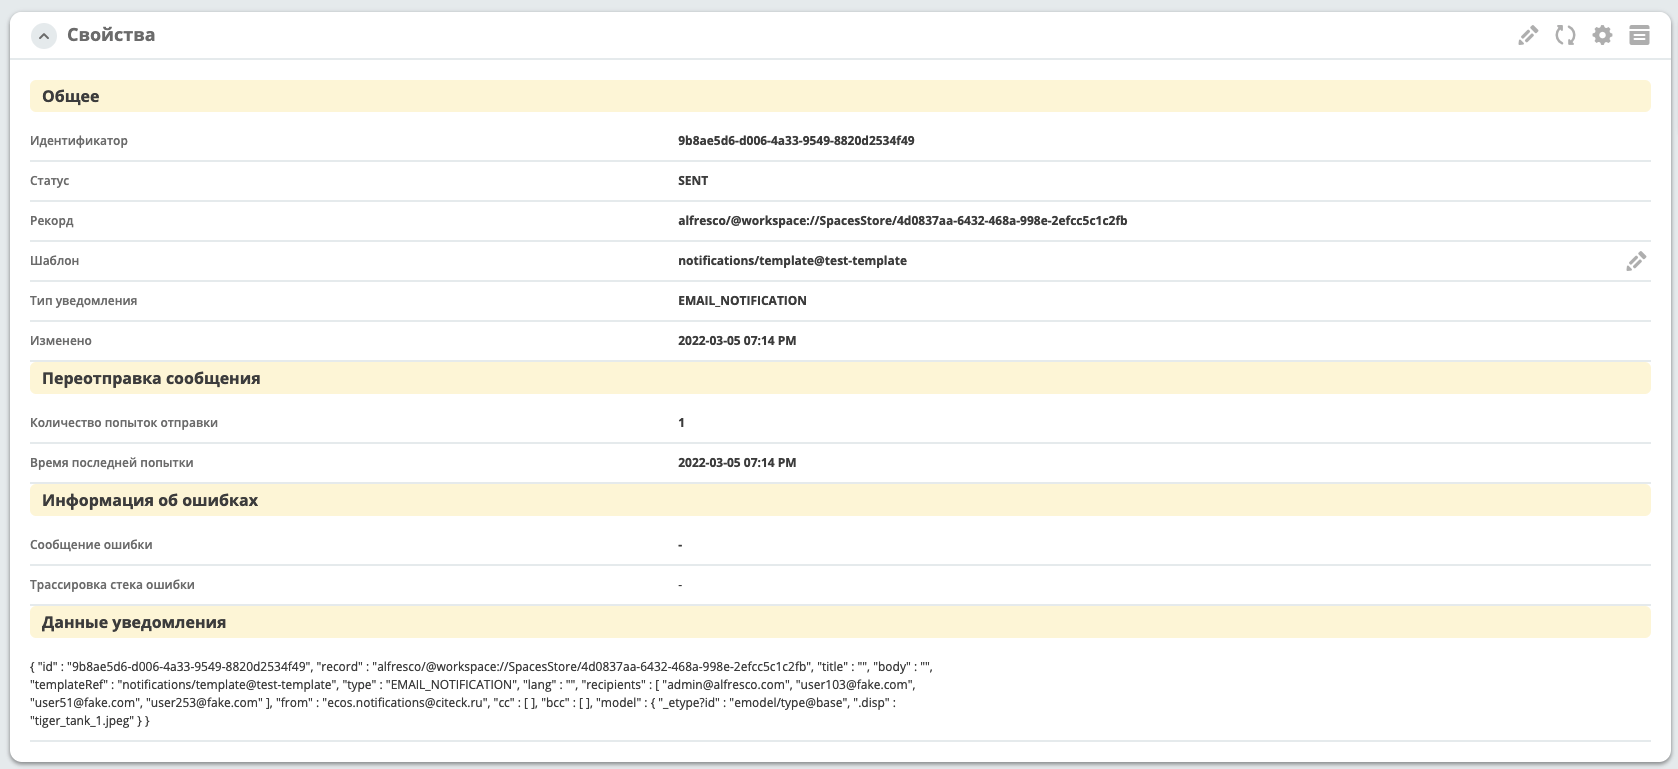 Свойства
Общее
Идентификатор 9b8ae5d6-d006-4a33-9549-8820d2534f49
Статус SENT
Рекорд alfresco/@workspace://SpacesStore/4d0837aa-6432-468a-998e-2efcc5c1c2fb
Шаблон notifications/template@test-template
Тип уведомления EMAIL_NOTIFICATION
Изменено 2022-03-05 07:14 PM
Переотправка сообщения
Количество попыток отправки 1
Время последней попытки 2022-03-05 07:14 PM
Информация об ошибках
Сообщение ошибки -
Трассировка стека ошибки -
Данные уведомления
{ "id" : "9b8ae5d6-d006-4a33-9549-8820d2534f49", "record" : "alfresco/@workspace://SpacesStore/4d0837aa-6432-468a-998e-2efcc5c1c2fb", "title" : "", "body" : "",
"templateRef" : "notifications/template@test-template", "type" : "EMAIL_NOTIFICATION", "lang" : "", "recipients" : [ "admin@alfresco.com", "user103@fake.com",
"user51@fake.com", "user253@fake.com" ], "from" : "ecos.notifications@citeck.ru", "cc" : [ ], "bcc" : [ ], "model" : { "_etype?id" : "emodel/type@base", ".disp" :
"tiger_tank_1.jpeg" } }